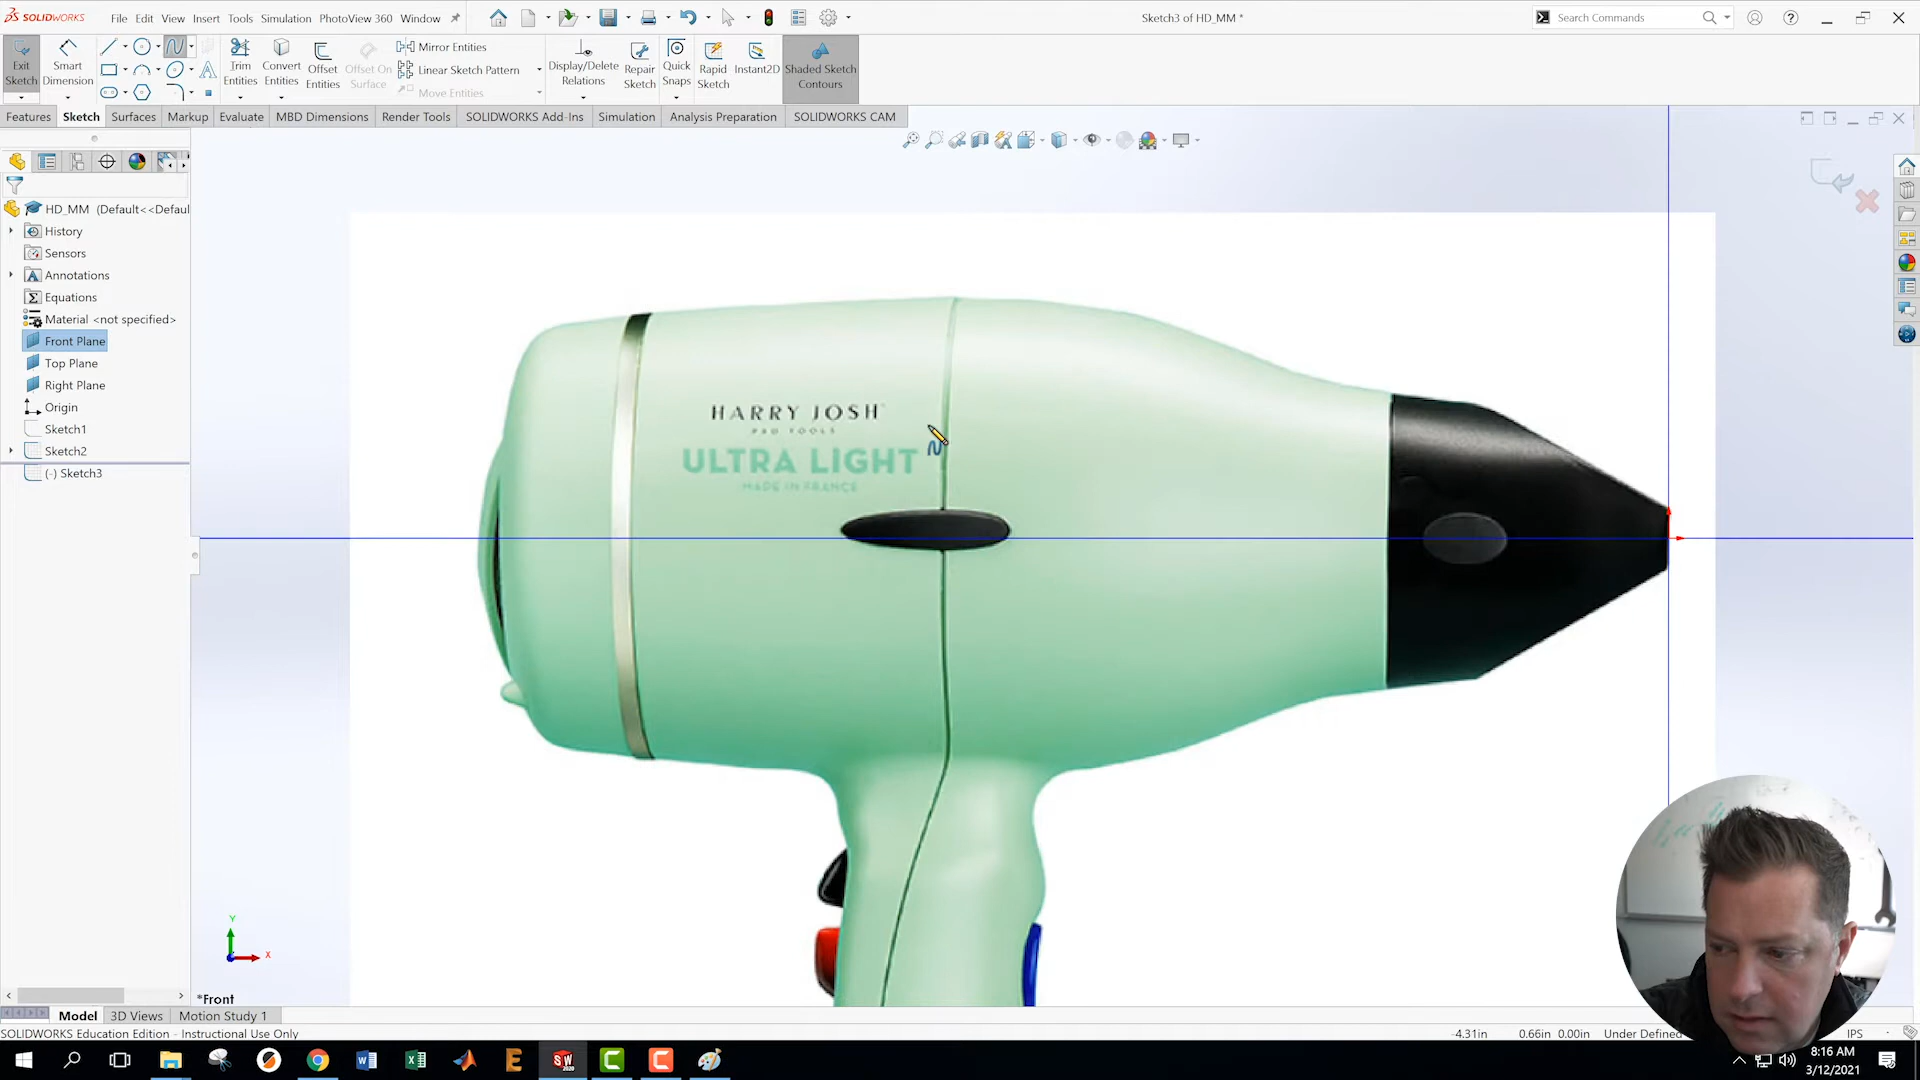 SOLIDWORKS
File Edit View Insert Tools Simulation PhotoView 360 Window
Sketch3 of HD_MM *
Search Commands
Exit Sketch
Smart Dimension
Trim Entities
Convert Entities
Offset Entities
Offset On Surface
Mirror Entities
Linear Sketch Pattern
Move Entities
Display/Delete Relations
Repair Sketch
Quick Snaps
Rapid Sketch
Instant2D
Shaded Sketch Contours
Features Sketch Surfaces Markup Evaluate MBD Dimensions Render Tools SOLIDWORKS Add-Ins Simulation Analysis Preparation SOLIDWORKS CAM
HD_MM (Default<<Defaul
History
Sensors
Annotations
Equations
Material <not specified>
Front Plane
Top Plane
Right Plane
Origin
Sketch1
Sketch2
(-) Sketch3
HARRY JOSH
PRO TOOLS
ULTRA LIGHT
MADE IN FRANCE
Y
X
*Front
Model 3D Views Motion Study 1
SOLIDWORKS Education Edition - Instructional Use Only
-4.31in 0.66in 0.00in Under Defined
IPS
8:16 AM
3/12/2021